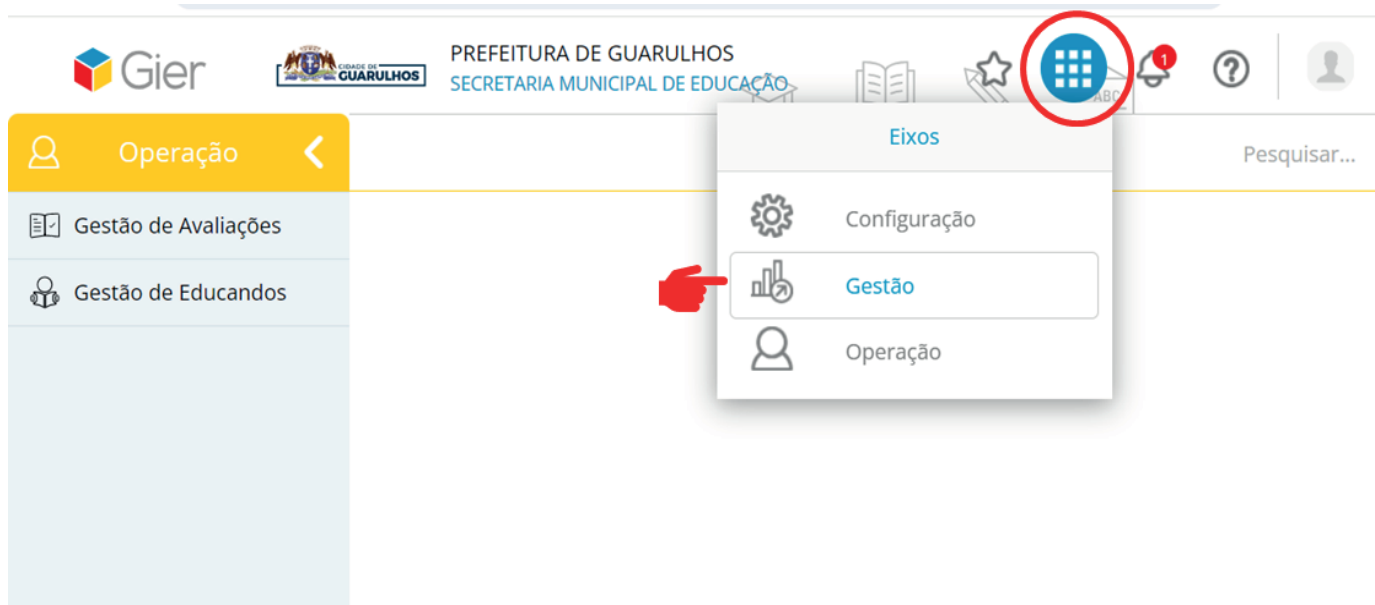 Gier
CIDADE DE
GUARULHOS
PREFEITURA DE GUARULHOS
SECRETARIA MUNICIPAL DE EDUCAÇÃO
ABC
1
Operação
Eixos
Pesquisar...
Gestão de Avaliações
Configuração
Gestão de Educandos
Gestão
Operação